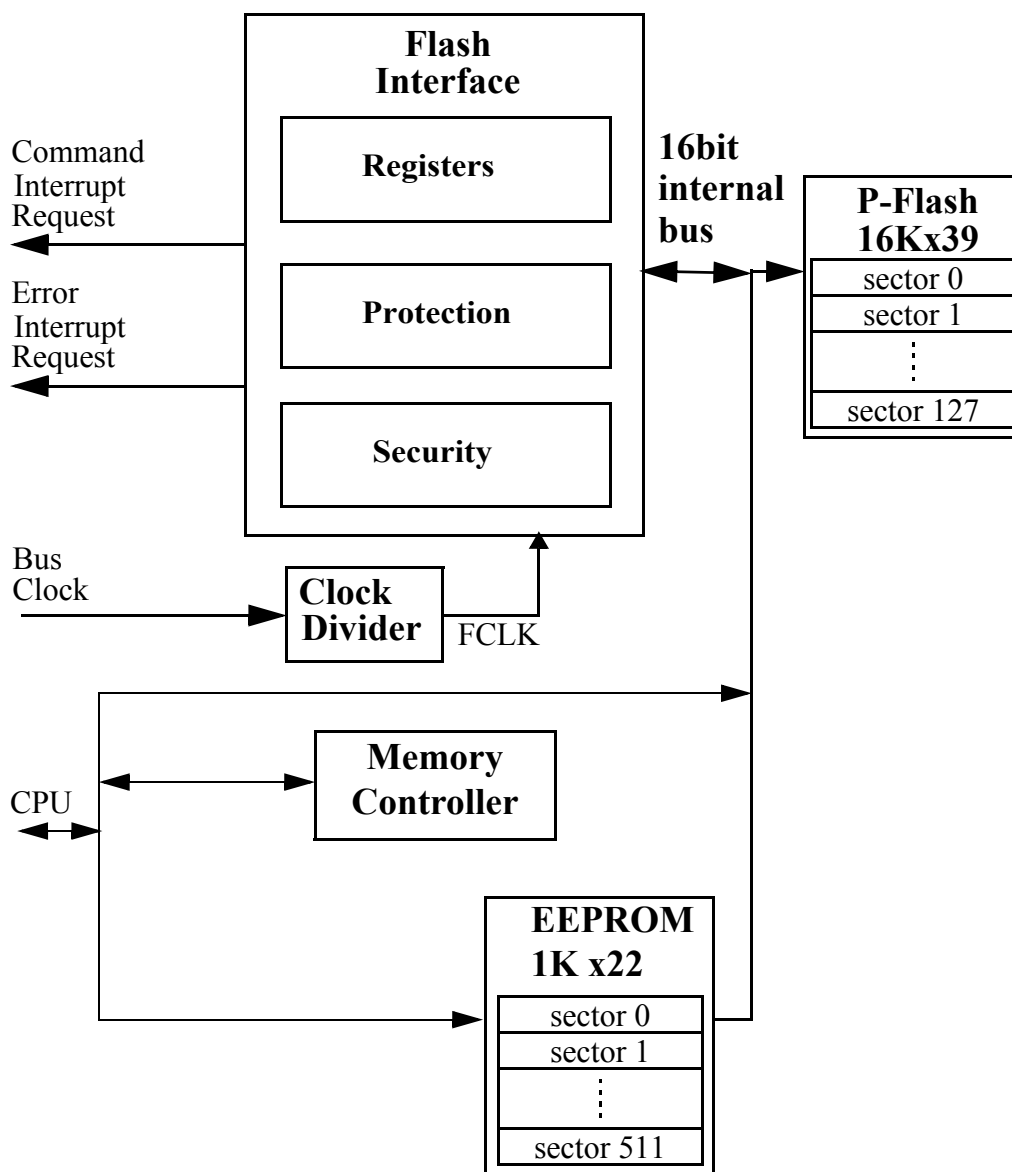 Flash
Interface
Registers
Protection
Security
Command
Interrupt
Request
Error
Interrupt
Request
16bit
internal
bus
P-Flash
16Kx39
sector 0
sector 1
sector 127
Bus
Clock
Clock
Divider
FCLK
Memory
Controller
CPU
EEPROM
1K x22
sector 0
sector 1
sector 511